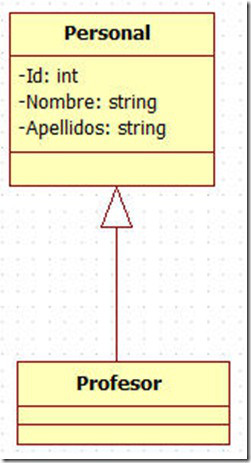 Personal
-Id: int
-Nombre: string
-Apellidos: string
Profesor